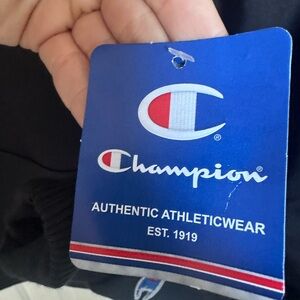 C
®
Champion®
AUTHENTIC ATHLETICWEAR
EST. 1919